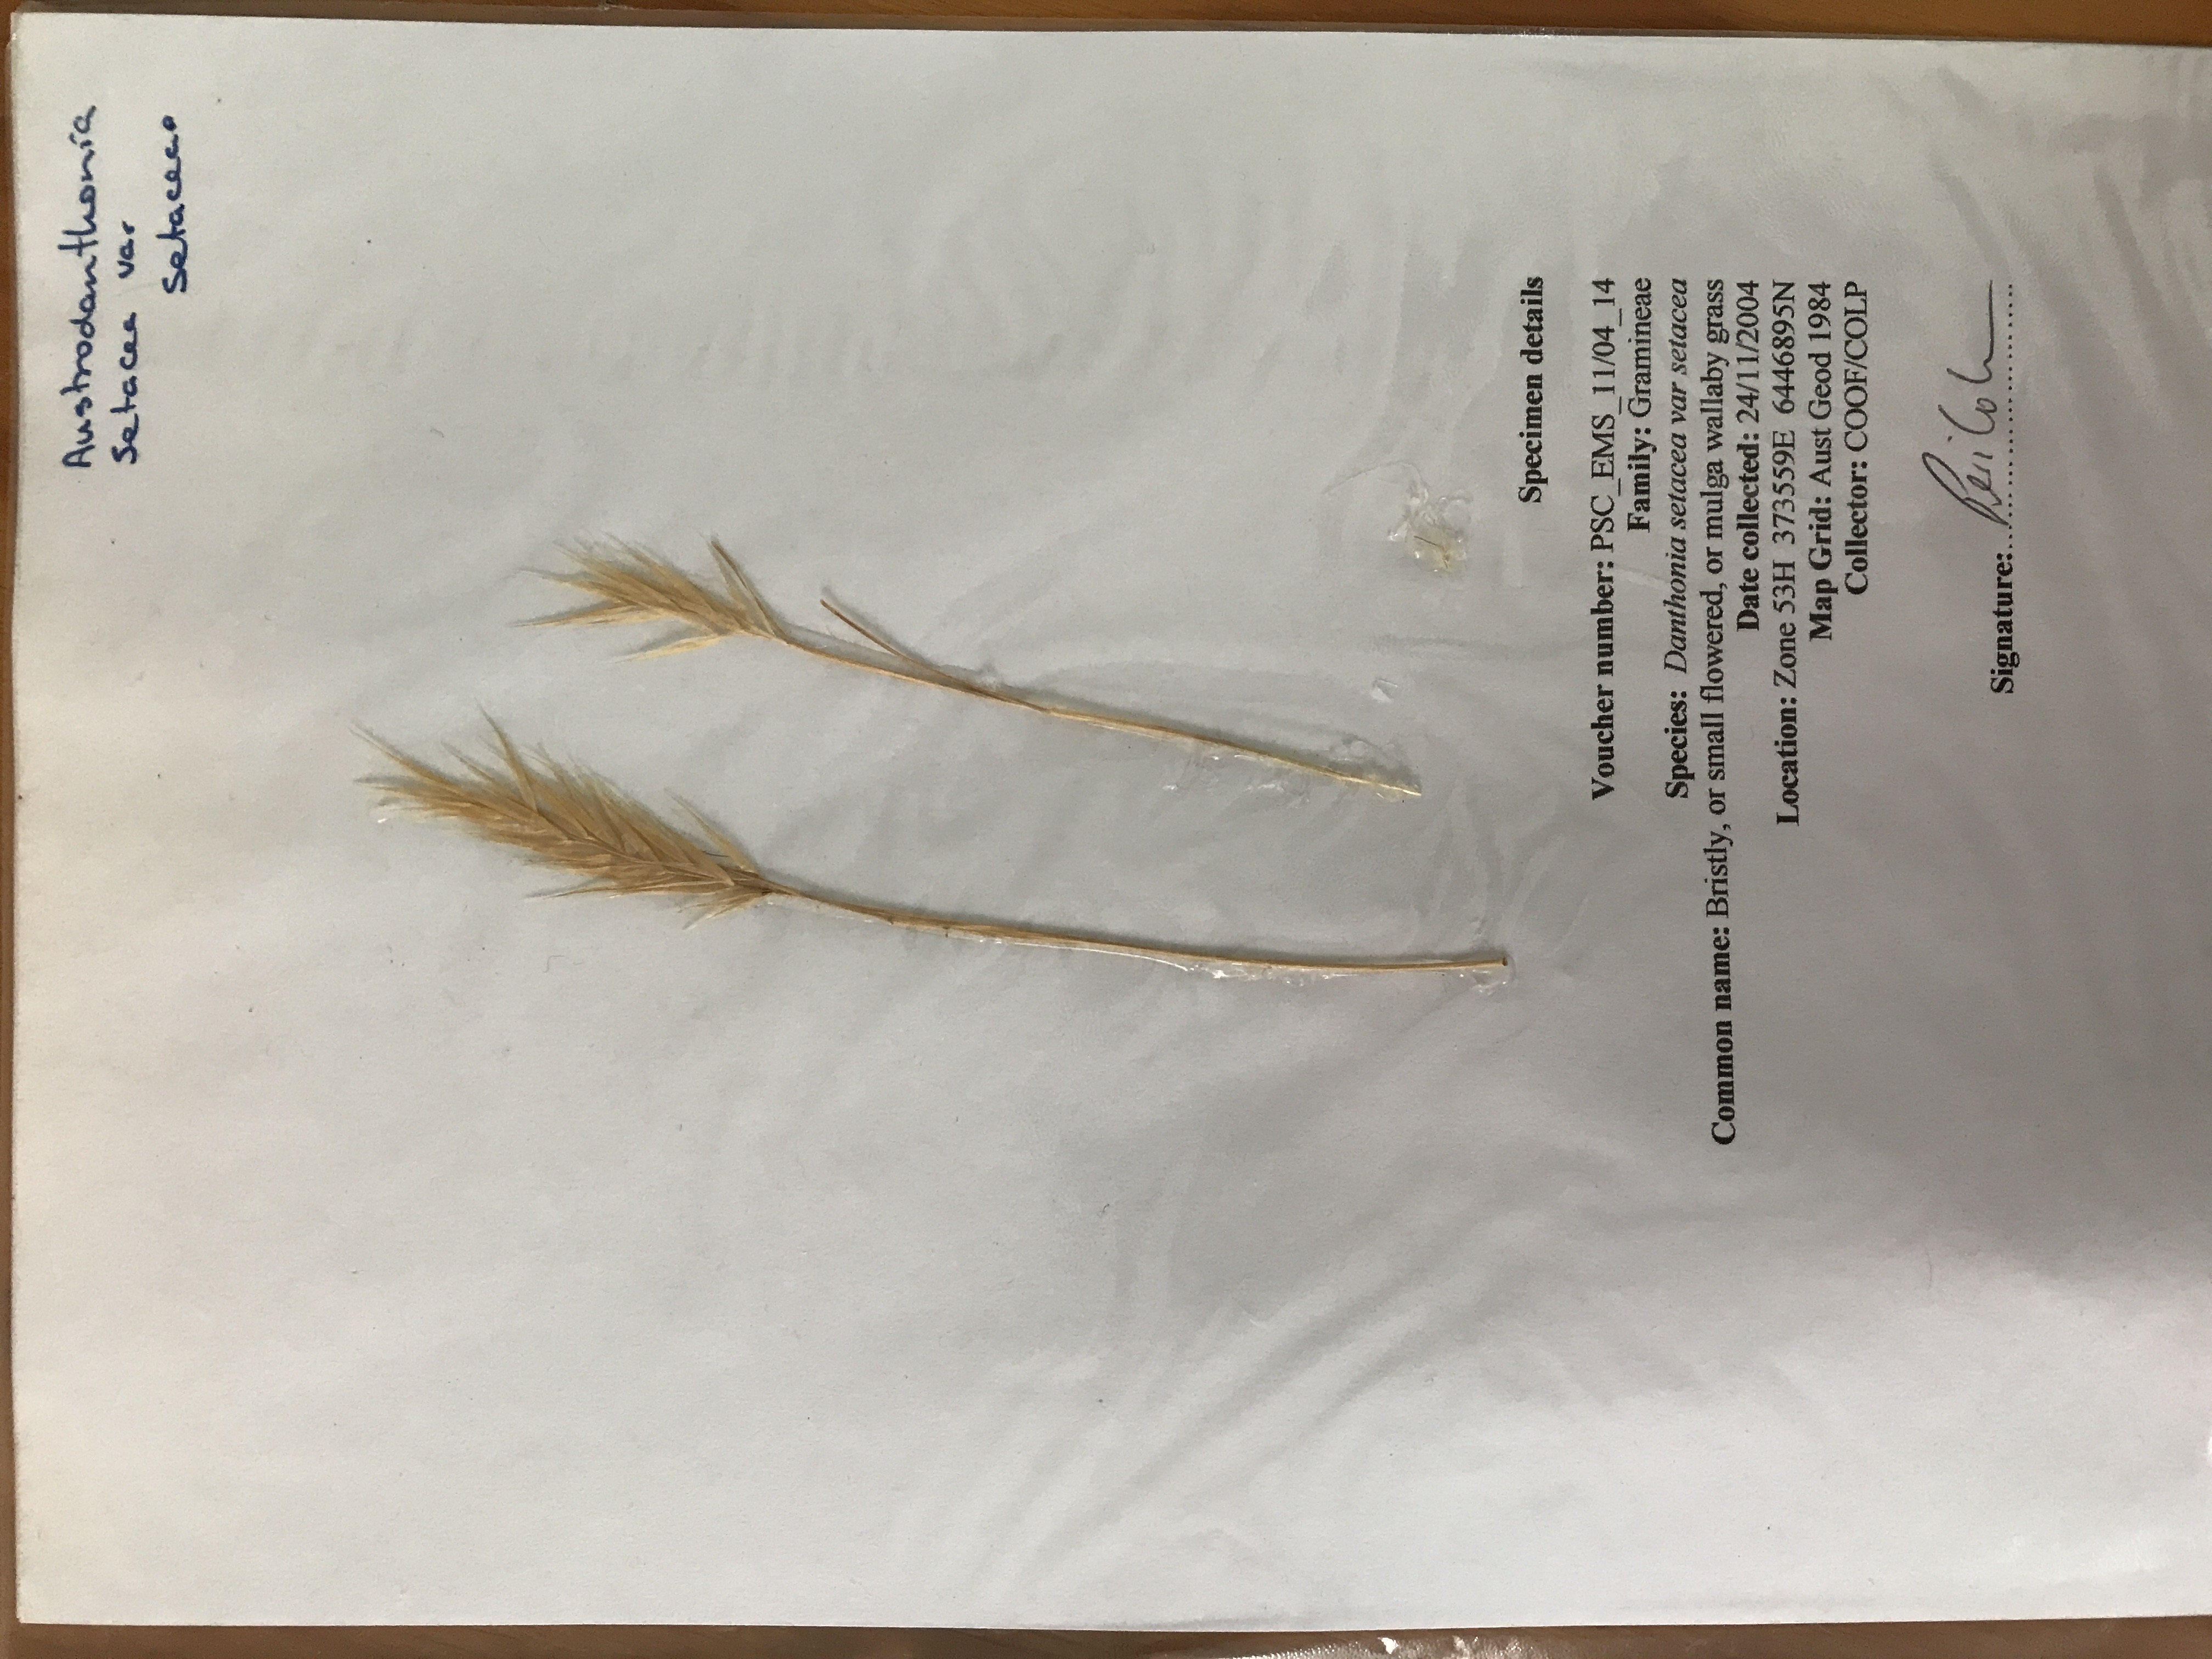 Austrodanthonia
Setacea var
Setacea
Specimen details
Voucher number: PSC_EMS_11/04_14
Family: Gramineae
Species: Danthonia setacea var setacea
Common name: Bristly, or small flowered, or mulga wallaby grass
Date collected: 24/11/2004
Location: Zone 53H 373559E 6446895N
Map Grid: Aust Geod 1984
Collector: COOF/COLP
Signature: